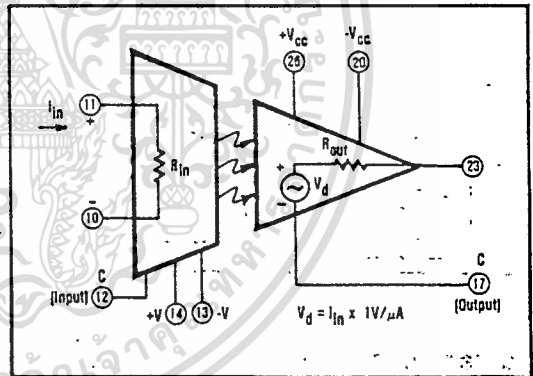 +Vcc -Vcc
26 20
Iin 11
+
Rin
-
10
C
[Input] 12
+V 14 13 -V
Rout
+
Vd
-
23
C
17
[Output]
Vd = Iin x 1V/µA